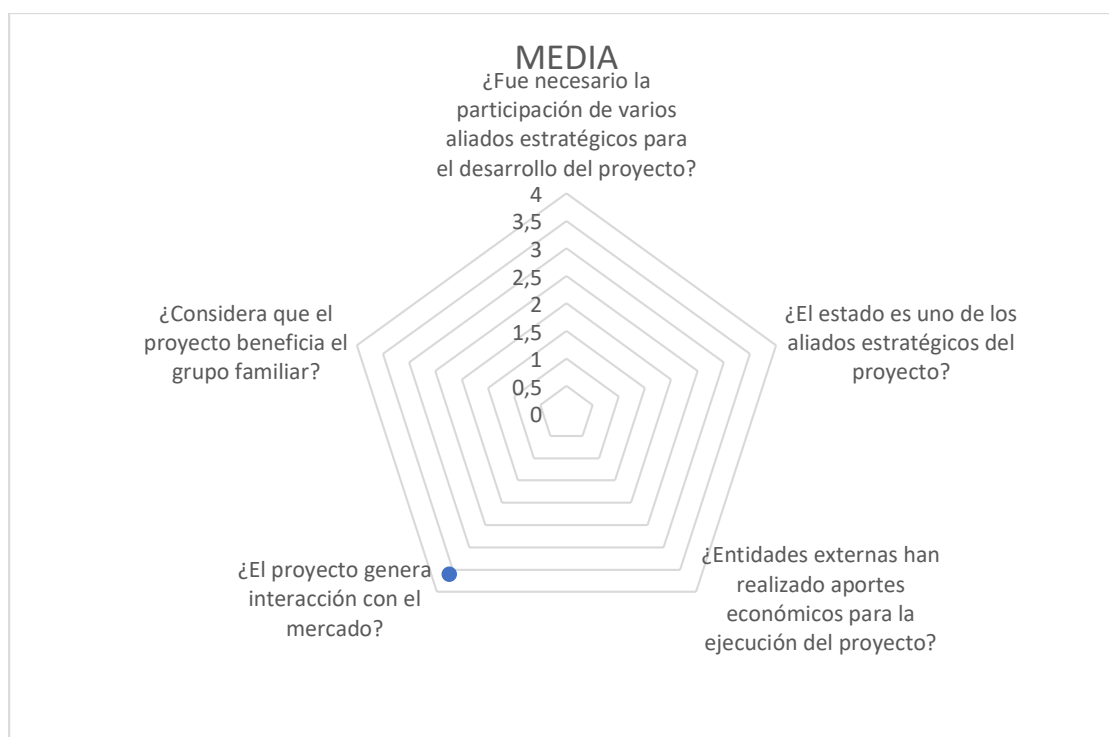 MEDIA
¿Fue necesario la
participación de varios
aliados estratégicos para
el desarrollo del proyecto?
4
3,5
3
2,5
2
1,5
1
0,5
0
¿El estado es uno de los
aliados estratégicos del
proyecto?
¿Entidades externas han
realizado aportes
económicos para la
ejecución del proyecto?
¿El proyecto genera
interacción con el
mercado?
¿Considera que el
proyecto beneficia el
grupo familiar?